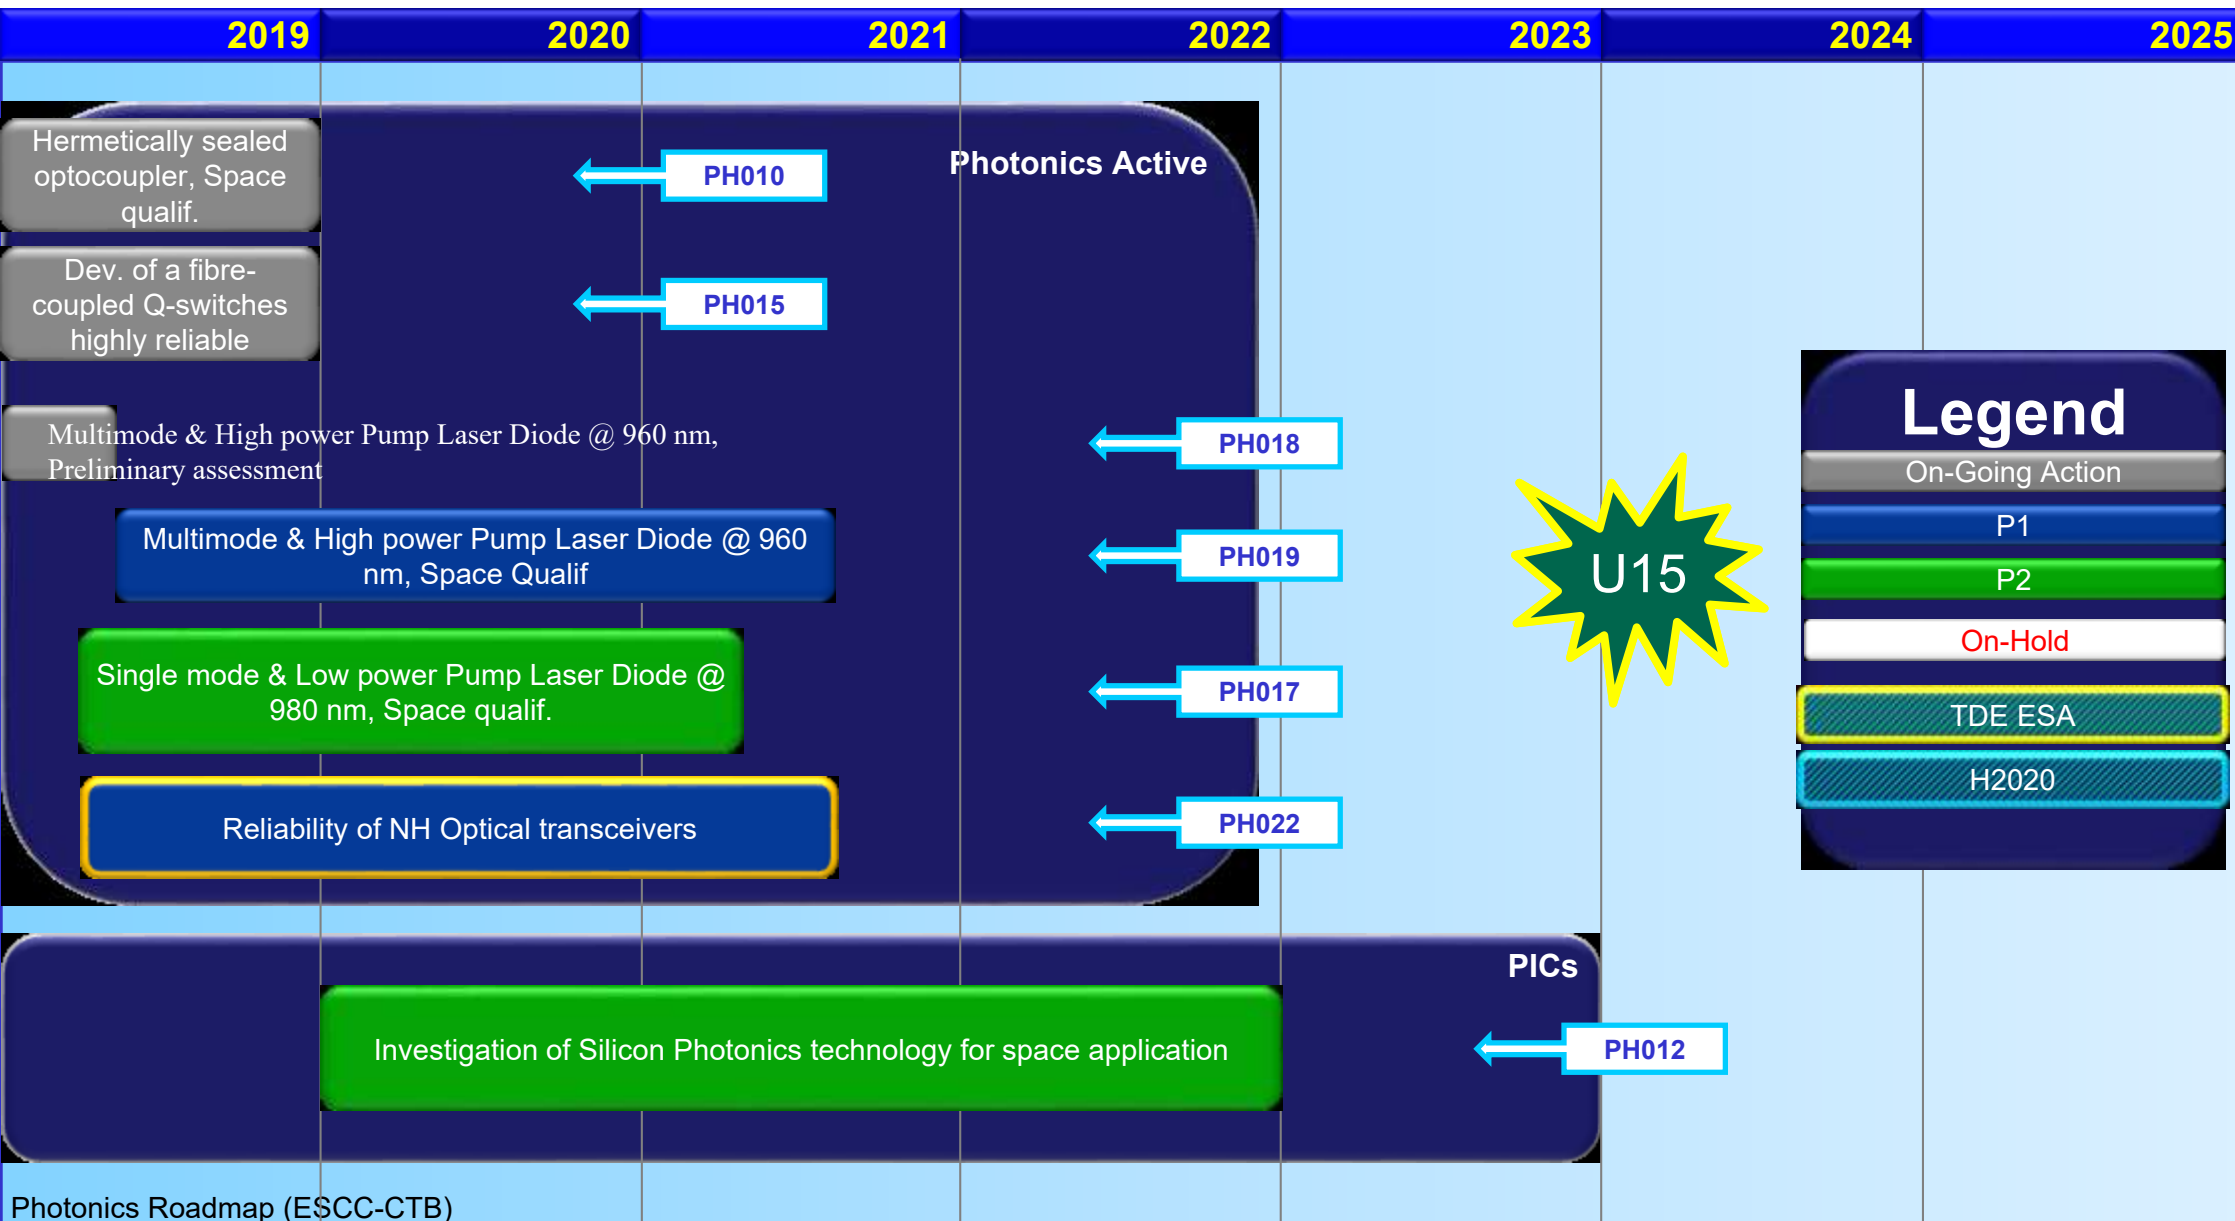 2019 2020 2021 2022 2023 2024 2025
Photonics Active
Hermetically sealed
optocoupler, Space
qualif.
PH010
Dev. of a fibre-
coupled Q-switches
highly reliable
PH015
Multimode & High power Pump Laser Diode @ 960 nm,
Preliminary assessment
PH018
Multimode & High power Pump Laser Diode @ 960
nm, Space Qualif
PH019
Single mode & Low power Pump Laser Diode @
980 nm, Space qualif.
PH017
Reliability of NH Optical transceivers
PH022
U15
Legend
On-Going Action
P1
P2
On-Hold
TDE ESA
H2020
PICs
Investigation of Silicon Photonics technology for space application
PH012
Photonics Roadmap (ESCC-CTB)